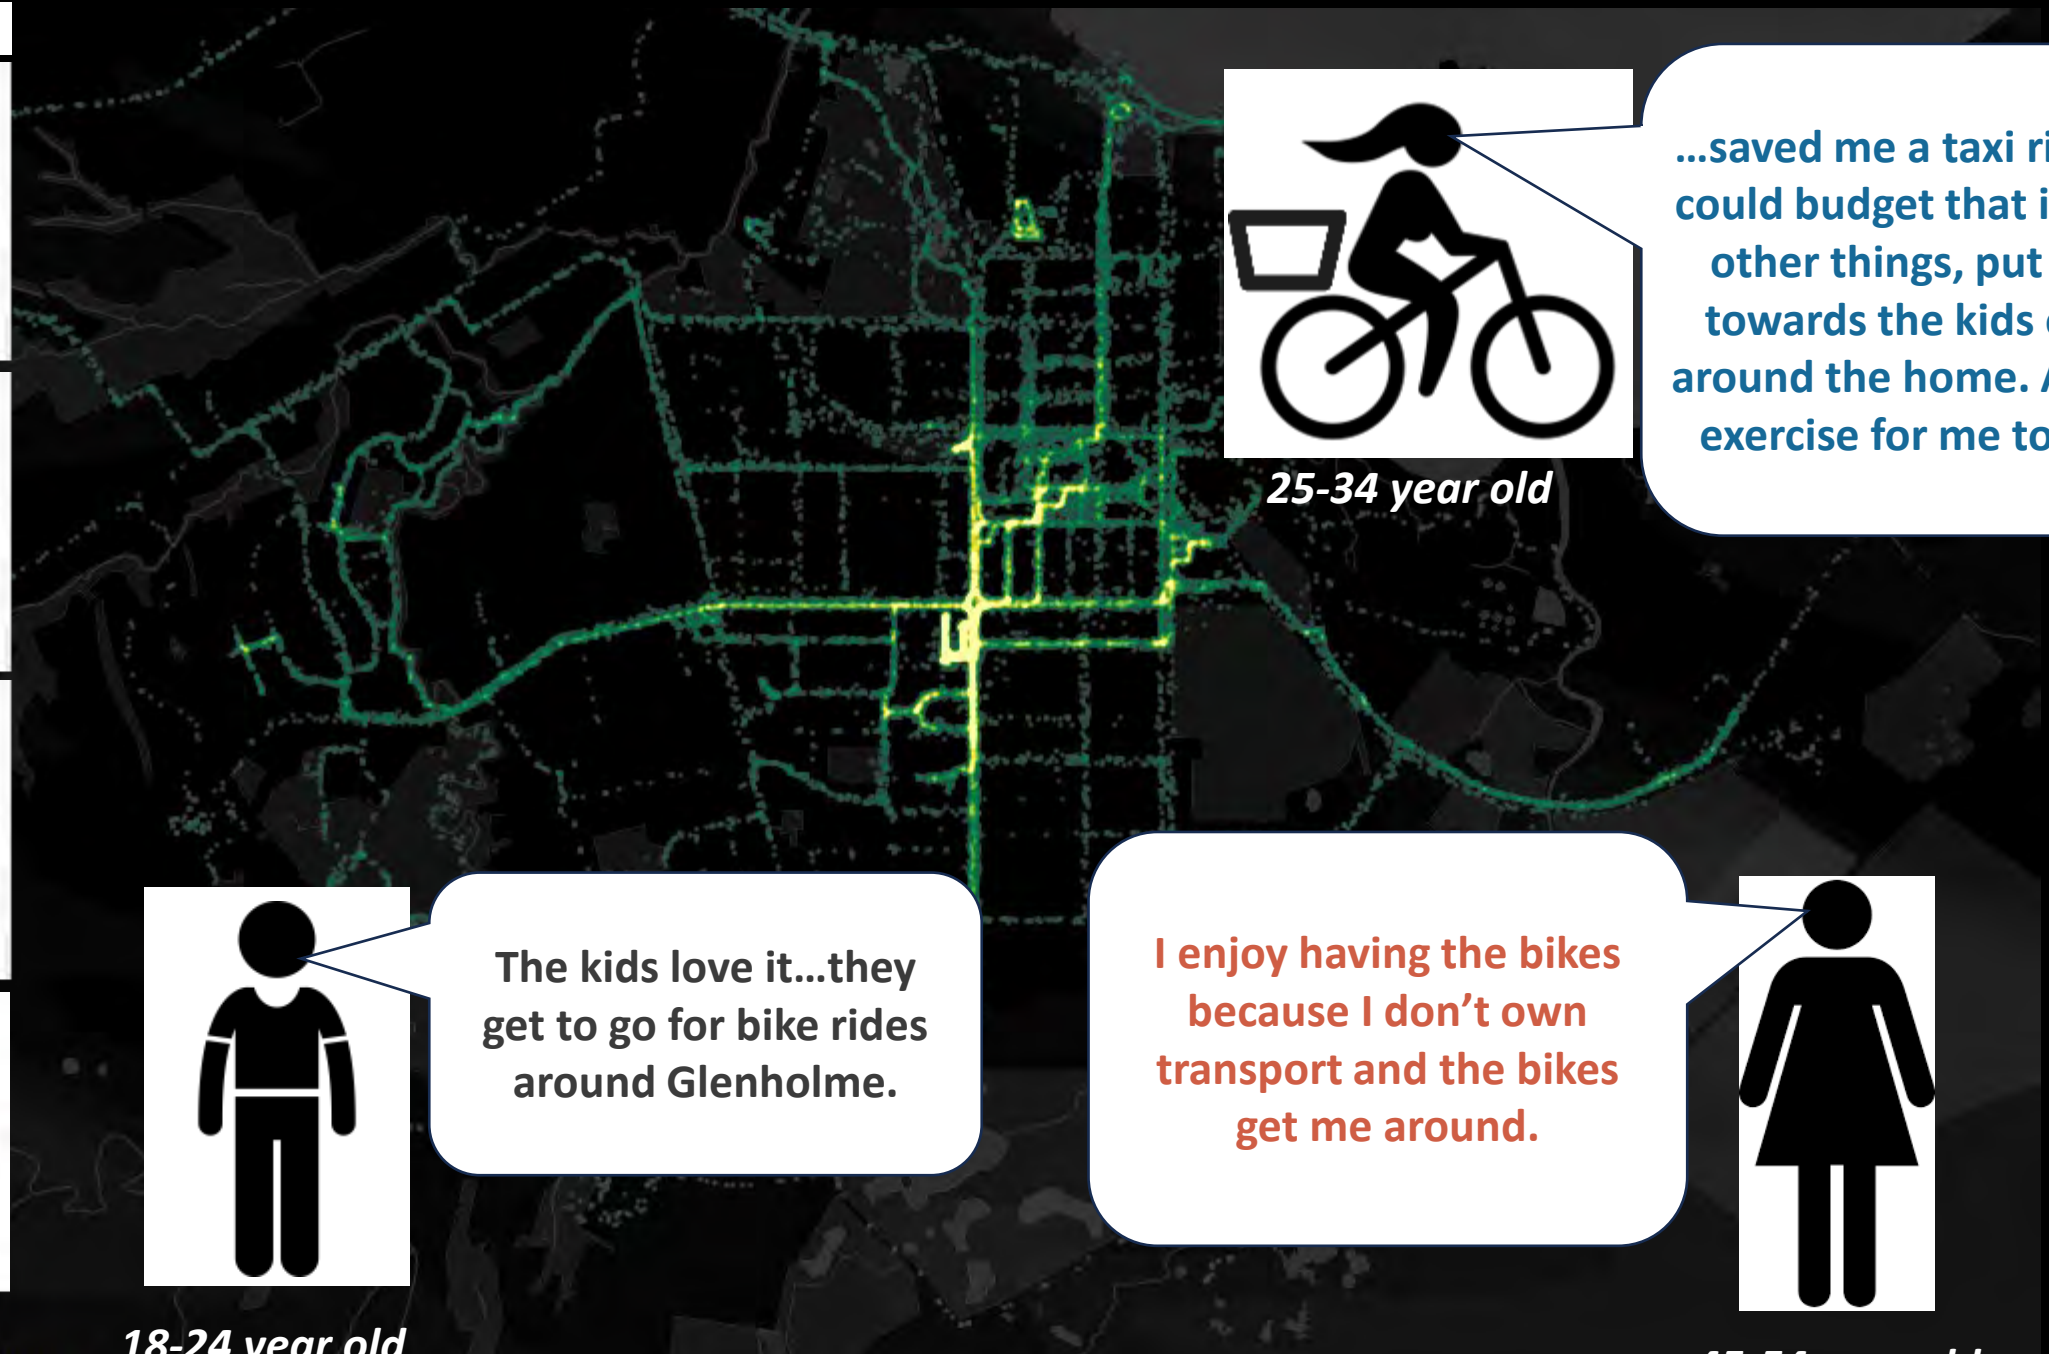 …saved me a taxi
could budget that
other things, put
towards the kids
around the home.
exercise for me
25-34 year old
The kids love it…they
get to go for bike rides
around Glenholme.
I enjoy having the bikes
because I don’t own
transport and the bikes
get me around.
18-24 year old